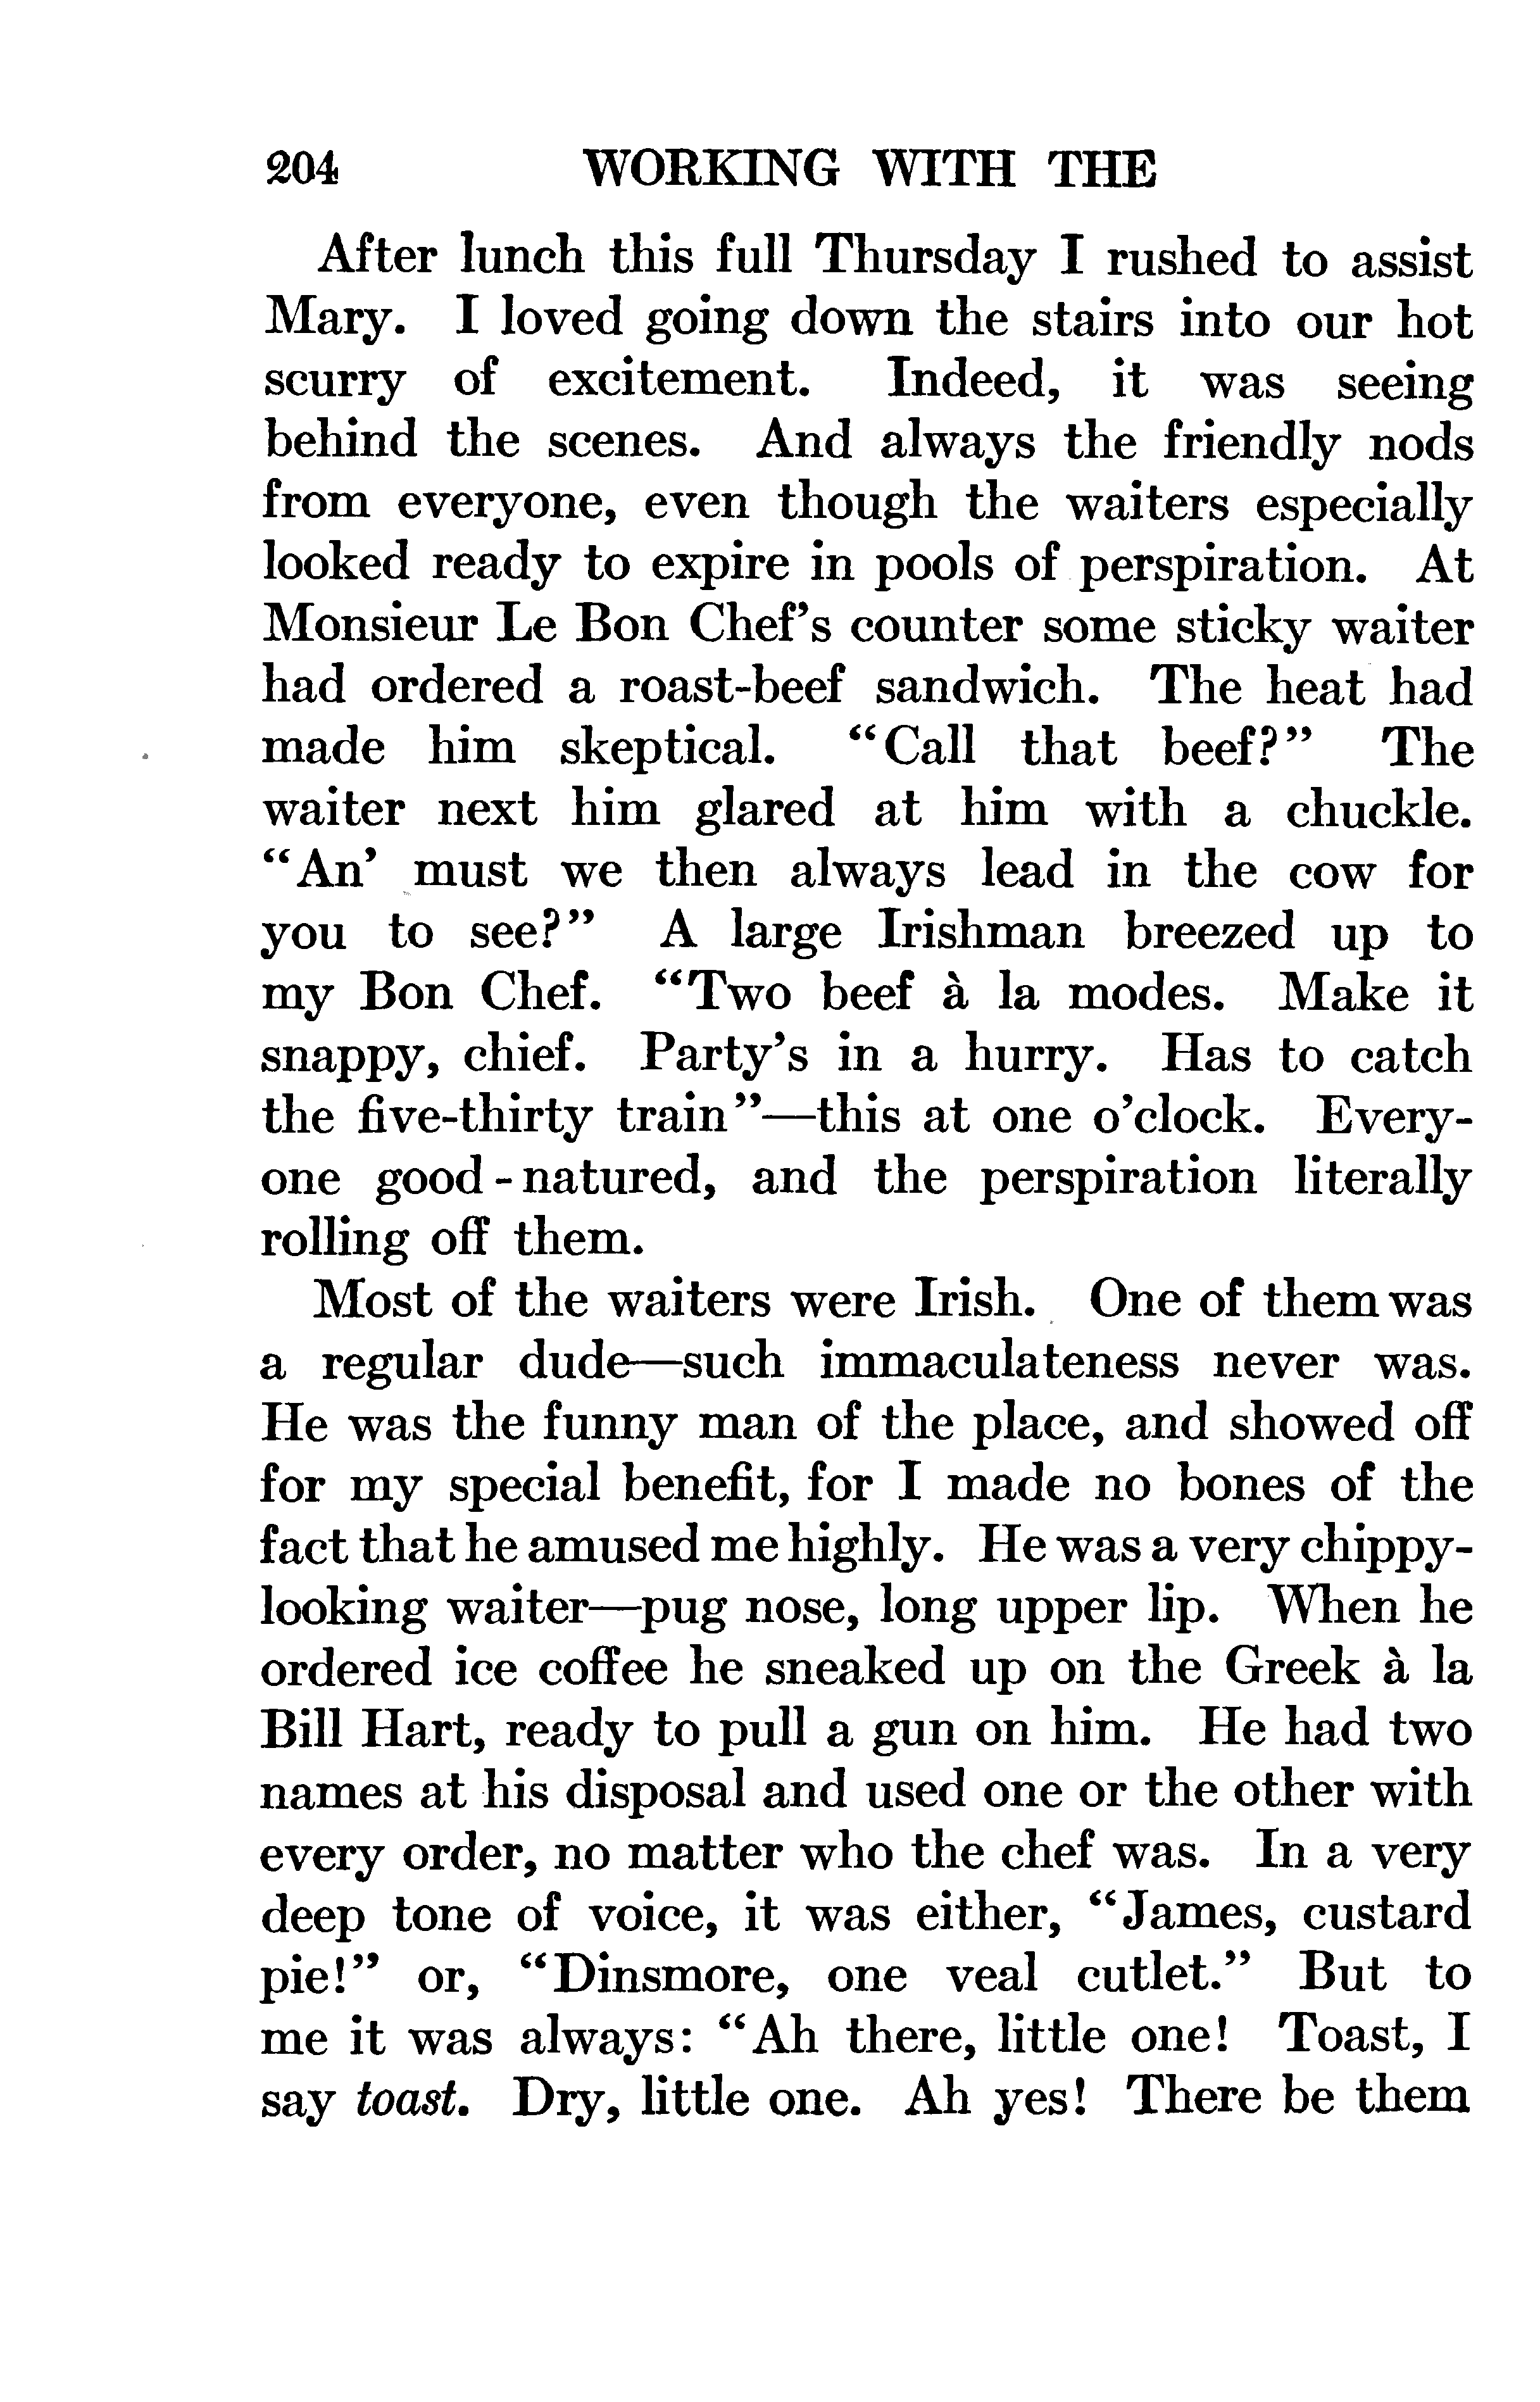 204 WORKING WITH THE
After lunch this full Thursday I rushed to assist
Mary. I loved going down the stairs into our hot
scurry of excitement. Indeed, it was seeing
behind the scenes. And always the friendly nods
from everyone, even though the waiters especially
looked ready to expire in pools of perspiration. At
Monsieur Le Bon Chef's counter some sticky waiter
had ordered a roast-beef sandwich. The heat had
made him skeptical. "Call that beef?" The
waiter next him glared at him with a chuckle.
"An' must we then always lead in the cow for
you to see?" A large Irishman breezed up to
my Bon Chef. "Two beef à la modes. Make it
snappy, chief. Party's in a hurry. Has to catch
the five-thirty train"—this at one o'clock. Every-
one good-natured, and the perspiration literally
rolling off them.
Most of the waiters were Irish. One of them was
a regular dude—such immaculateness never was.
He was the funny man of the place, and showed off
for my special benefit, for I made no bones of the
fact that he amused me highly. He was a very chippy-
looking waiter—pug nose, long upper lip. When he
ordered ice coffee he sneaked up on the Greek à la
Bill Hart, ready to pull a gun on him. He had two
names at his disposal and used one or the other with
every order, no matter who the chef was. In a very
deep tone of voice, it was either, "James, custard
pie!" or, "Dinsmore, one veal cutlet." But to
me it was always: "Ah there, little one! Toast, I
say toast. Dry, little one. Ah yes! There be them